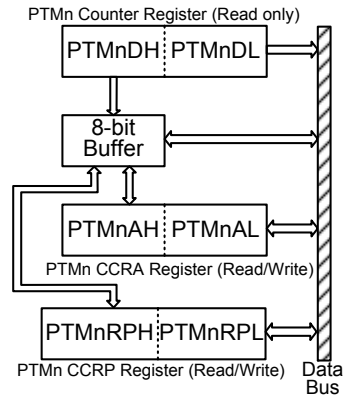 PTMn Counter Register (Read only)
PTMnDH PTMnDL
8-bit
Buffer
PTMnAH PTMnAL
PTMn CCRA Register (Read/Write)
PTMnRPH PTMnRPL
PTMn CCRP Register (Read/Write)
Data
Bus